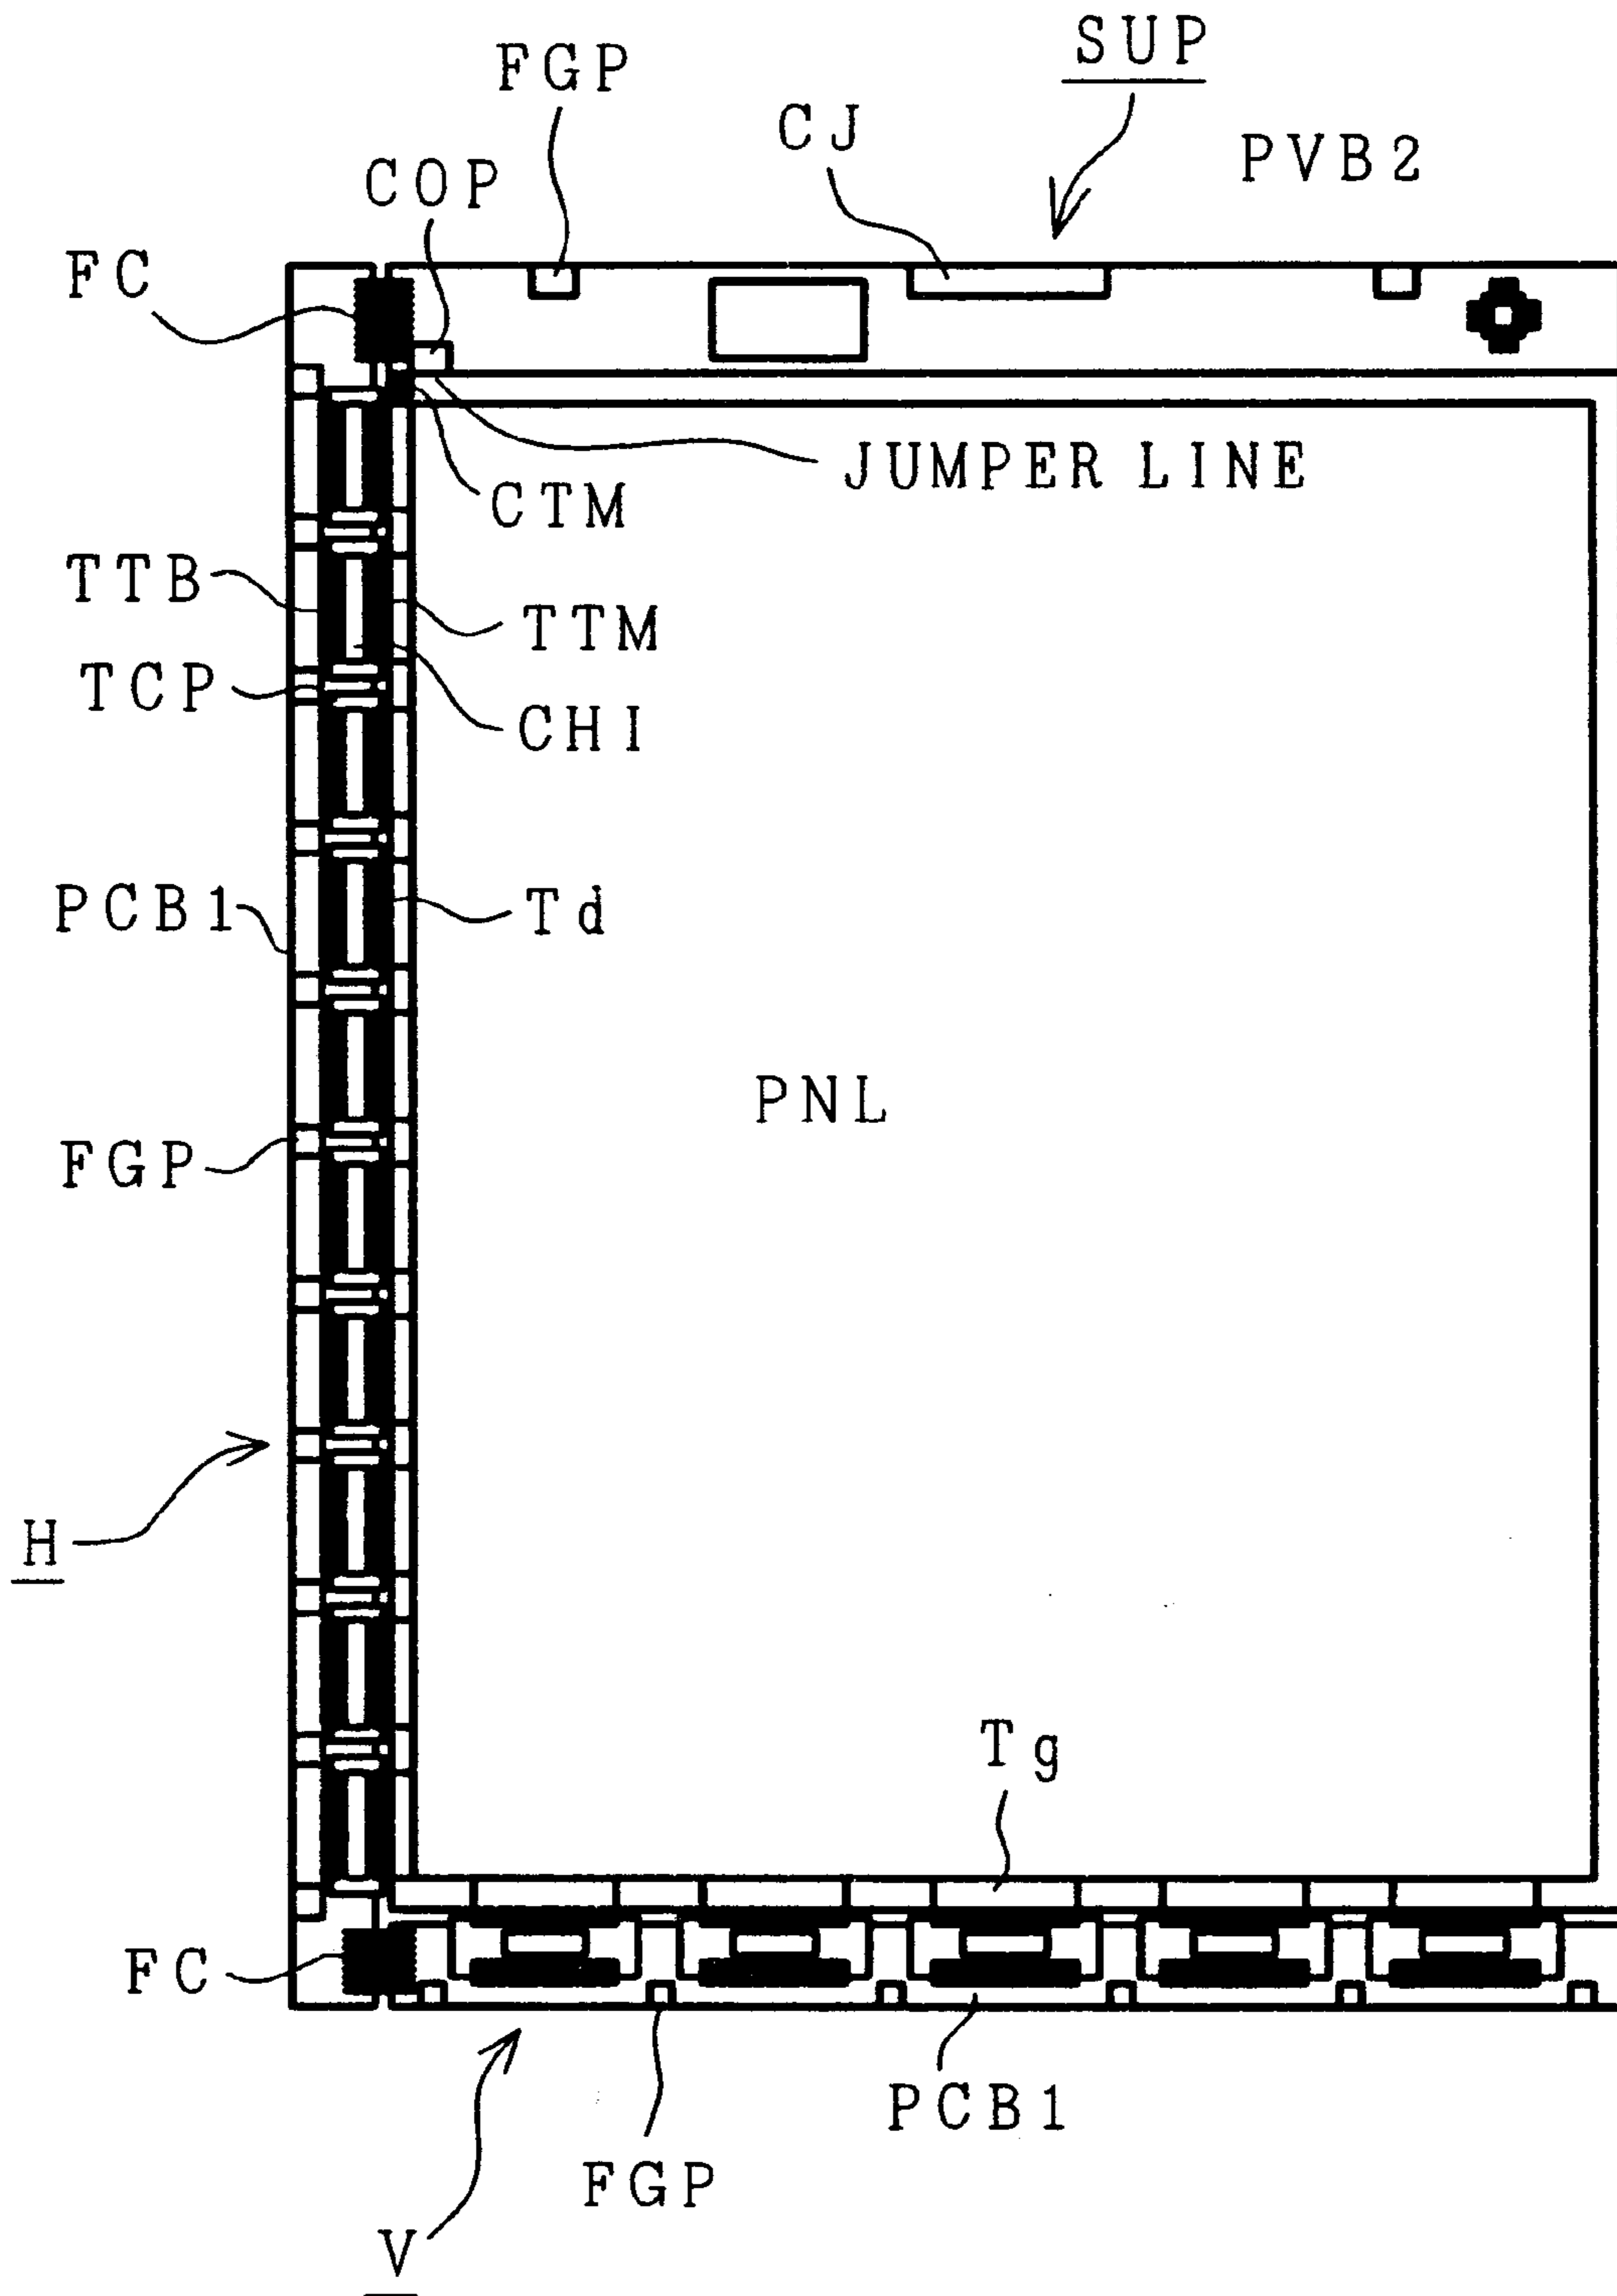 SUP
FGP
CJ
PVB2
COP
FC
JUMPER LINE
CTM
TTB
TTM
TCP
CHI
PCB1
Td
PNL
FGP
H
Tg
FC
PCB1
FGP
V